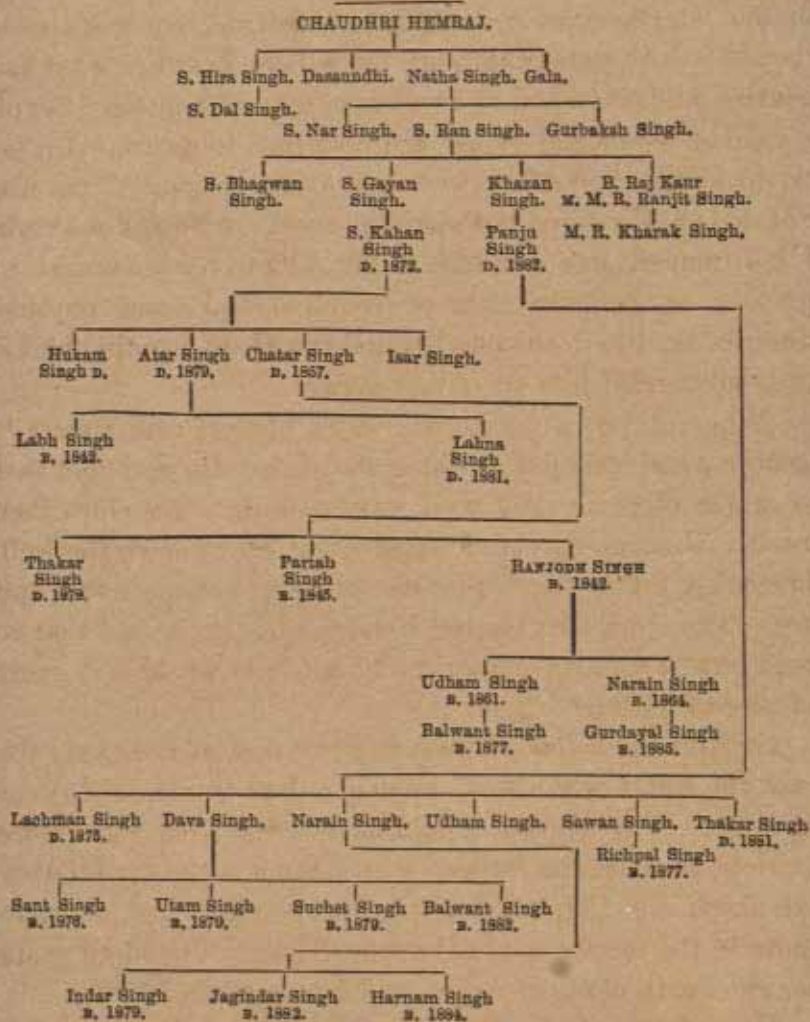 CHAUDHRI HEMRAJ.
S. Hira Singh. Dasaundhi. Natha Singh. Gala.
S. Dal Singh.
S. Nar Singh. S. Ran Singh. Gurbaksh Singh.
S. Bhagwan S. Gayan Khazan B. Raj Kaur
Singh. Singh. Singh. M. M. R. Ranjit Singh.
S. Kahan Panju M. R. Kharak Singh.
Singh Singh
D. 1872. D. 1882.
Hukam Atar Singh Chatar Singh Isar Singh.
Singh D. D. 1879. D. 1857.
Labh Singh Lahna
B. 1842. Singh
D. 1881.
Thakar Partab RANJODH SINGH
Singh Singh B. 1842.
D. 1879. B. 1845.
Udham Singh Narain Singh
B. 1861. B. 1864.
Balwant Singh Gurdayal Singh
B. 1877. B. 1885.
Lachman Singh Dava Singh. Narain Singh. Udham Singh. Sawan Singh. Thakar Singh
D. 1875. Richpal Singh D. 1881.
B. 1877.
Sant Singh Utam Singh Suchet Singh Balwant Singh
B. 1876. B. 1879. B. 1879. B. 1882.
Indar Singh Jagindar Singh Harnam Singh
B. 1879. B. 1882. B. 1884.